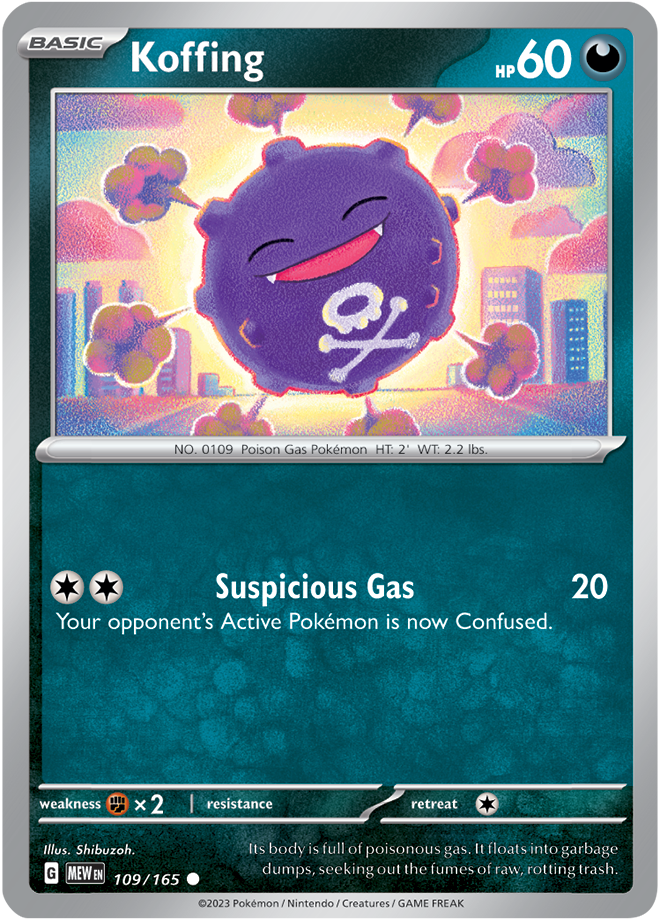 BASIC Koffing HP 60
NO. 0109 Poison Gas Pokémon HT: 2' WT: 2.2 lbs.
Suspicious Gas 20
Your opponent's Active Pokémon is now Confused.
weakness ×2 resistance retreat
Illus. Shibuzoh.
Its body is full of poisonous gas. It floats into garbage
dumps, seeking out the fumes of raw, rotting trash.
G MEW EN 109/165
©2023 Pokémon / Nintendo / Creatures / GAME FREAK